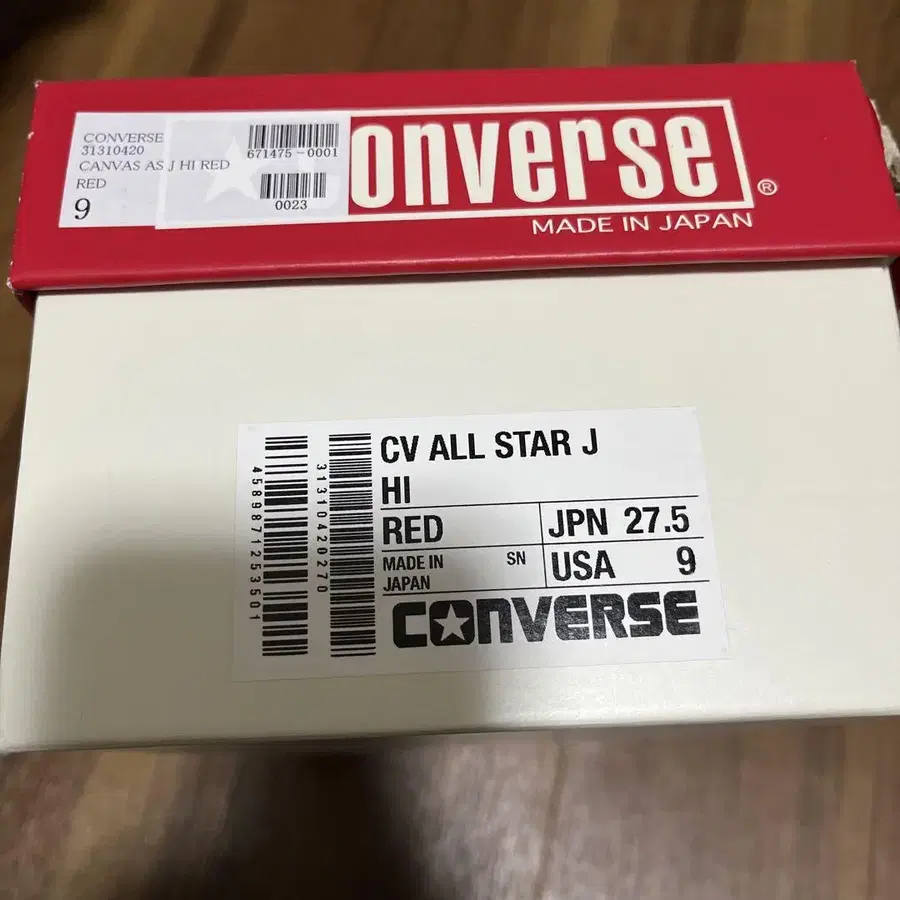 CONVERSE
31310420
CANVAS AS J HI RED
RED
9
671475-0001
0023
onverse®
MADE IN JAPAN
4589871253501
31310420270
CV ALL STAR J
HI
RED
JPN 27.5
MADE IN
JAPAN
SN
USA 9
CONVERSE